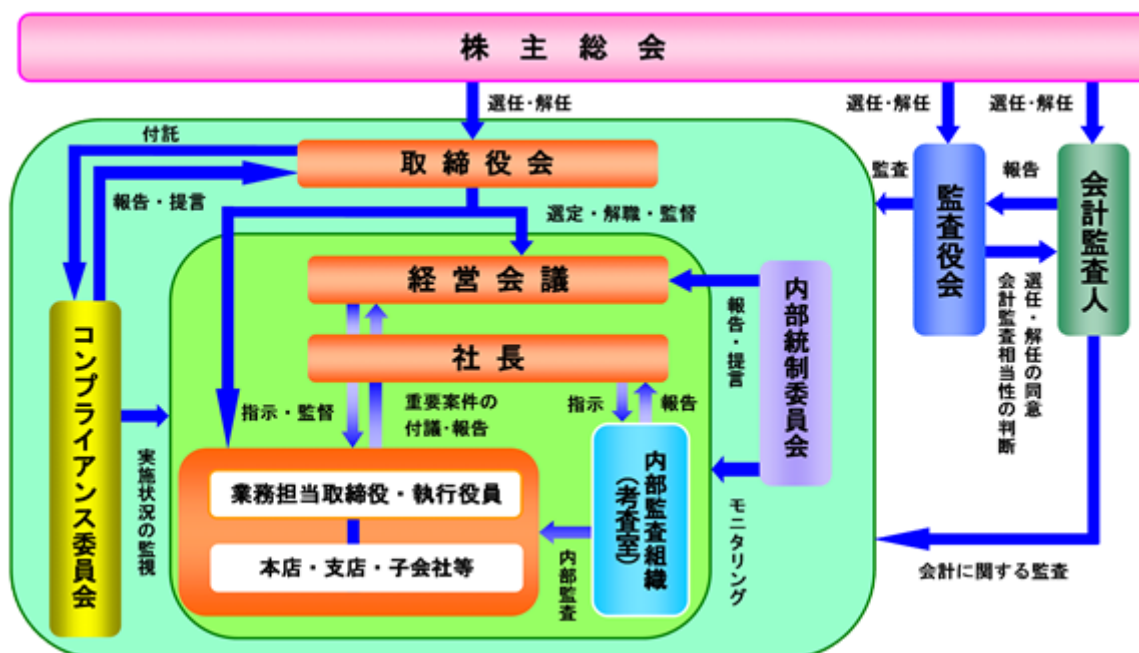 株主総会
選任・解任
選任・解任
選任・解任
付託
取締役会
監査
報告
報告・提言
選定・解職・監督
監査役会
会計監査人
経営会議
内部統制委員会
報告・提言
選任・解任の同意
会計監査相当性の判断
コンプライアンス委員会
社長
指示・監督
重要案件の
付議・報告
指示
報告
実施状況の監視
業務担当取締役・執行役員
内部監査組織
（考査室）
モニタリング
本店・支店・子会社等
内部監査
会計に関する監査